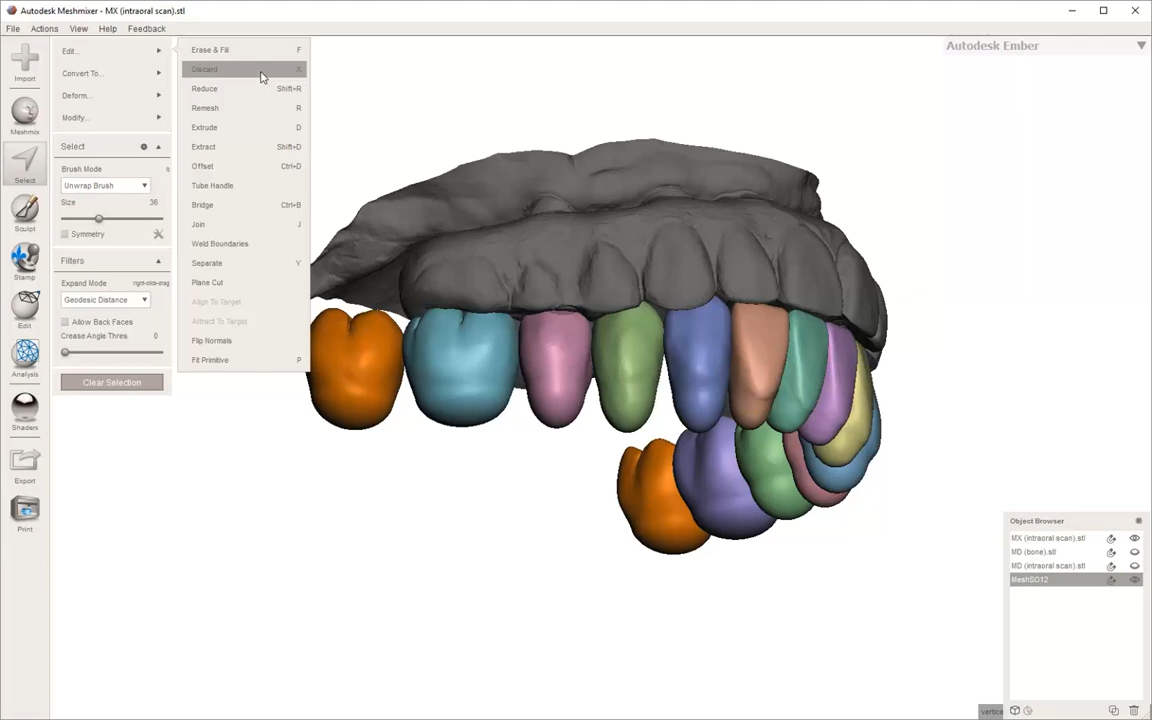 Autodesk Meshmixer - MX (intraoral scan).stl
File Actions View Help Feedback
Autodesk Ember
Import
Meshmix
Select
Sculpt
Stamp
Edit
Analysis
Shaders
Export
Print
Edit...
Convert To...
Deform...
Modify...
Select
Brush Mode
Unwrap Brush
Size 36
Symmetry
Filters
Expand Mode right-click-drag
Geodesic Distance
Allow Back Faces
Crease Angle Thres 0
Clear Selection
Erase & Fill F
Discard X
Reduce Shift+R
Remesh R
Extrude D
Extract Shift+D
Offset Ctrl+D
Tube Handle
Bridge Ctrl+B
Join J
Weld Boundaries
Separate Y
Plane Cut
Align To Target
Attract To Target
Flip Normals
Fit Primitive P
Object Browser
MX (intraoral scan).stl
MD (bone).stl
MD (intraoral scan).stl
MeshSO12
vertice